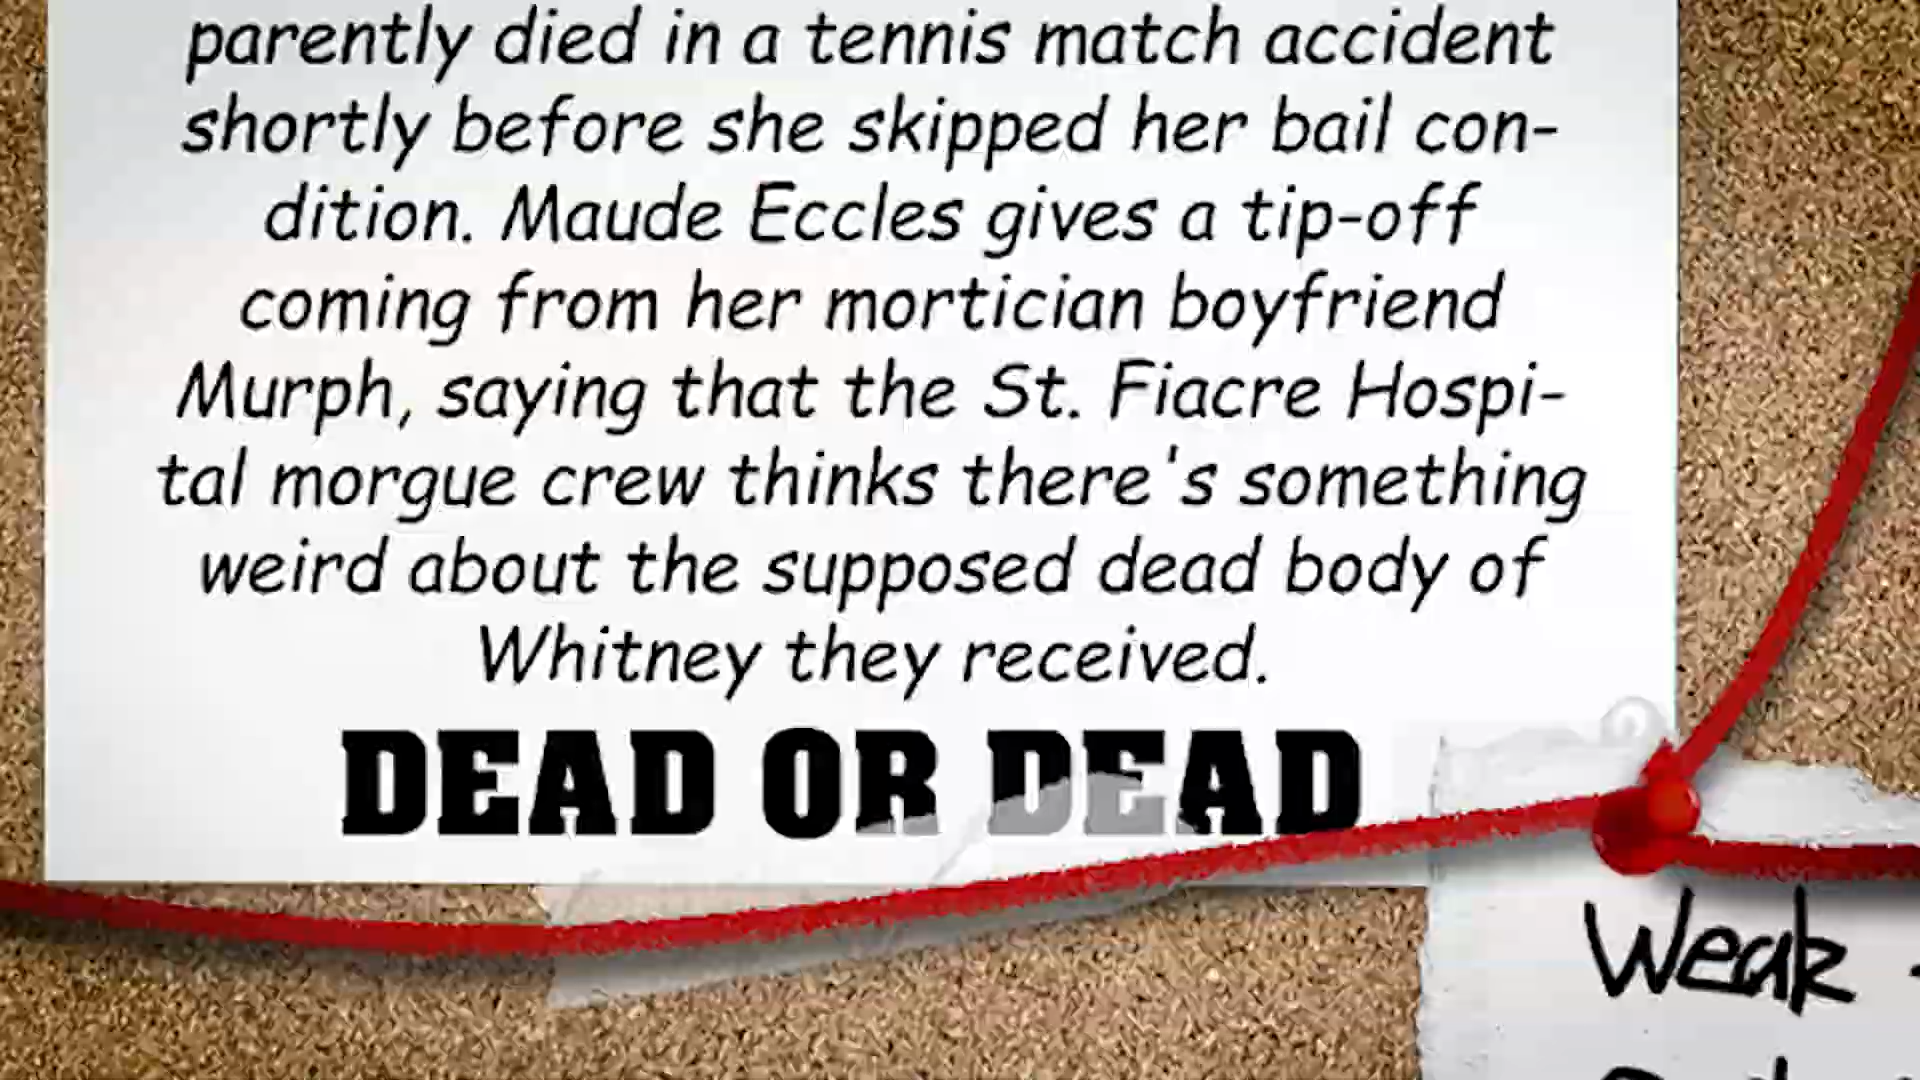 parently died in a tennis match accident
shortly before she skipped her bail con-
dition. Maude Eccles gives a tip-off
coming from her mortician boyfriend
Murph, saying that the St. Fiacre Hospi-
tal morgue crew thinks there's something
weird about the supposed dead body of
Whitney they received.
DEAD OR DEAD
Weak